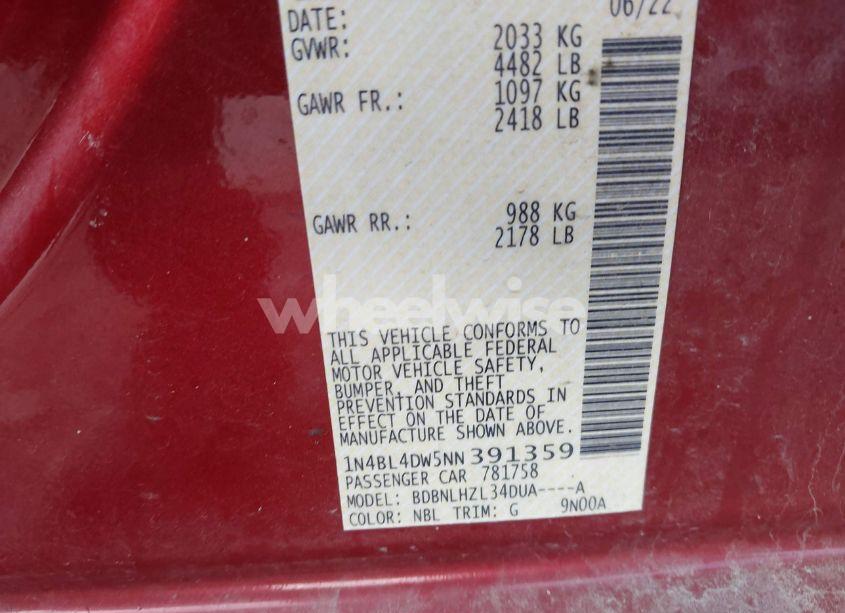 DATE: 06/22
GVWR: 2033 KG
4482 LB
GAWR FR.: 1097 KG
2418 LB
GAWR RR.: 988 KG
2178 LB
wheelwise
THIS VEHICLE CONFORMS TO
ALL APPLICABLE FEDERAL
MOTOR VEHICLE SAFETY,
BUMPER, AND THEFT
PREVENTION STANDARDS IN
EFFECT ON THE DATE OF
MANUFACTURE SHOWN ABOVE.
1N4BL4DW5NN391359
PASSENGER CAR 781758
MODEL: BDBNLHZL34DUA----A
COLOR: NBL TRIM: G 9N00A